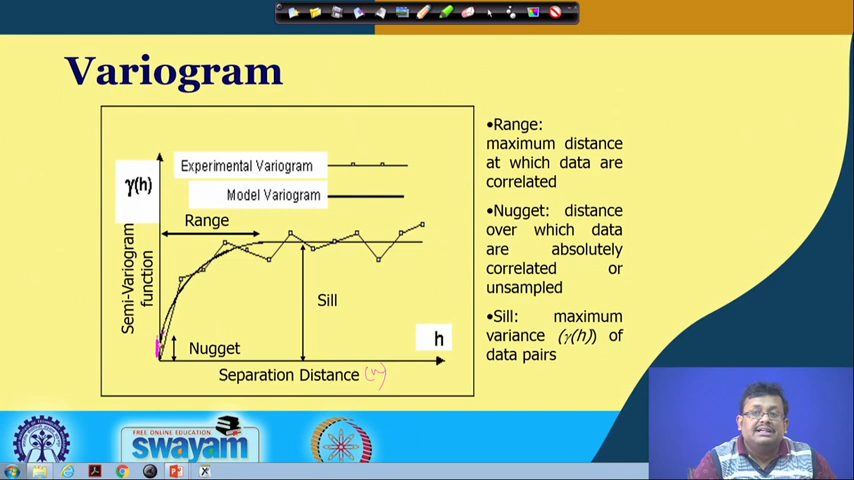 Variogram
γ(h)
Experimental Variogram
Model Variogram
Range
Semi-Variogram
function
Sill
Nugget
h
Separation Distance (h)
•Range:
maximum distance
at which data are
correlated
•Nugget: distance
over which data
are absolutely
correlated or
unsampled
•Sill: maximum
variance (γ(h)) of
data pairs
FREE ONLINE EDUCATION
swayam